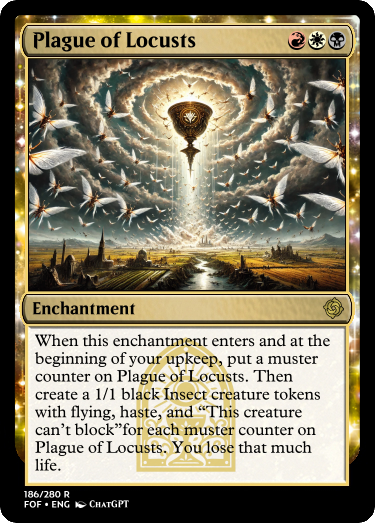 Plague of Locusts
Enchantment
When this enchantment enters and at the
beginning of your upkeep, put a muster
counter on Plague of Locusts. Then
create a 1/1 black Insect creature tokens
with flying, haste, and “This creature
can’t block”for each muster counter on
Plague of Locusts. You lose that much
life.
186/280 R
FOF • ENG ChatGPT